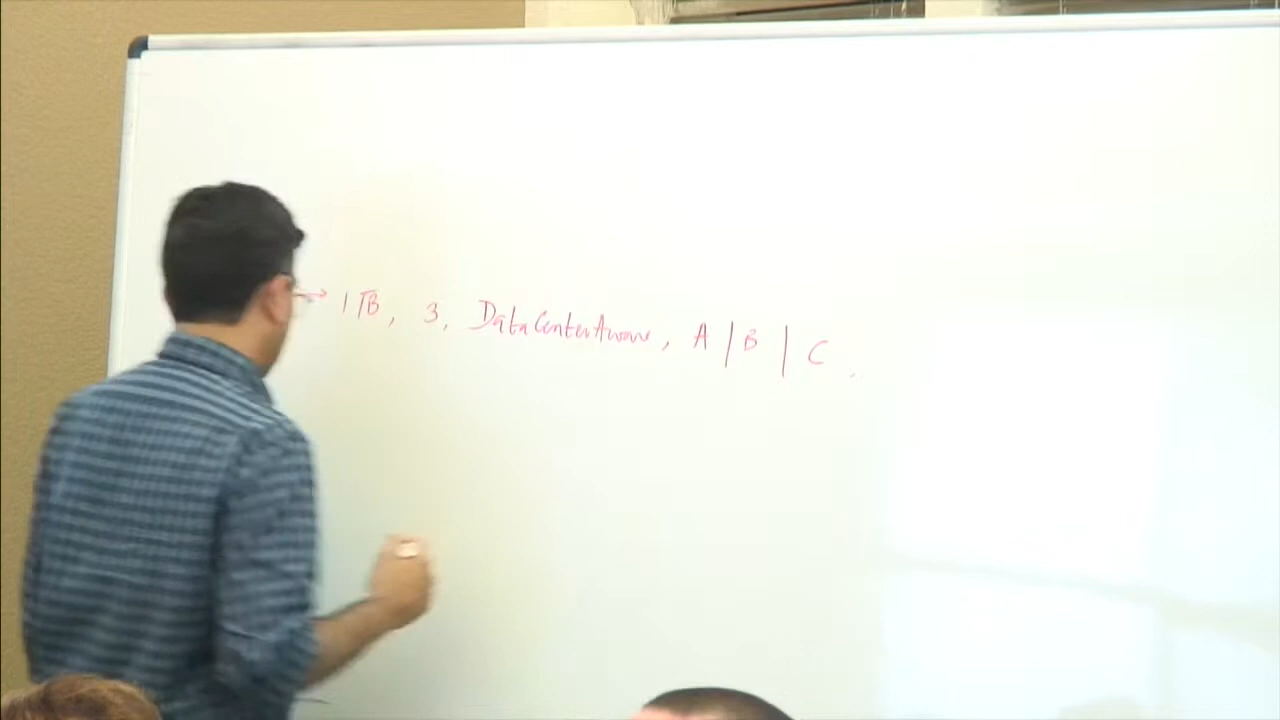 → 1TB, 3, DataCenterAware, A | B | C